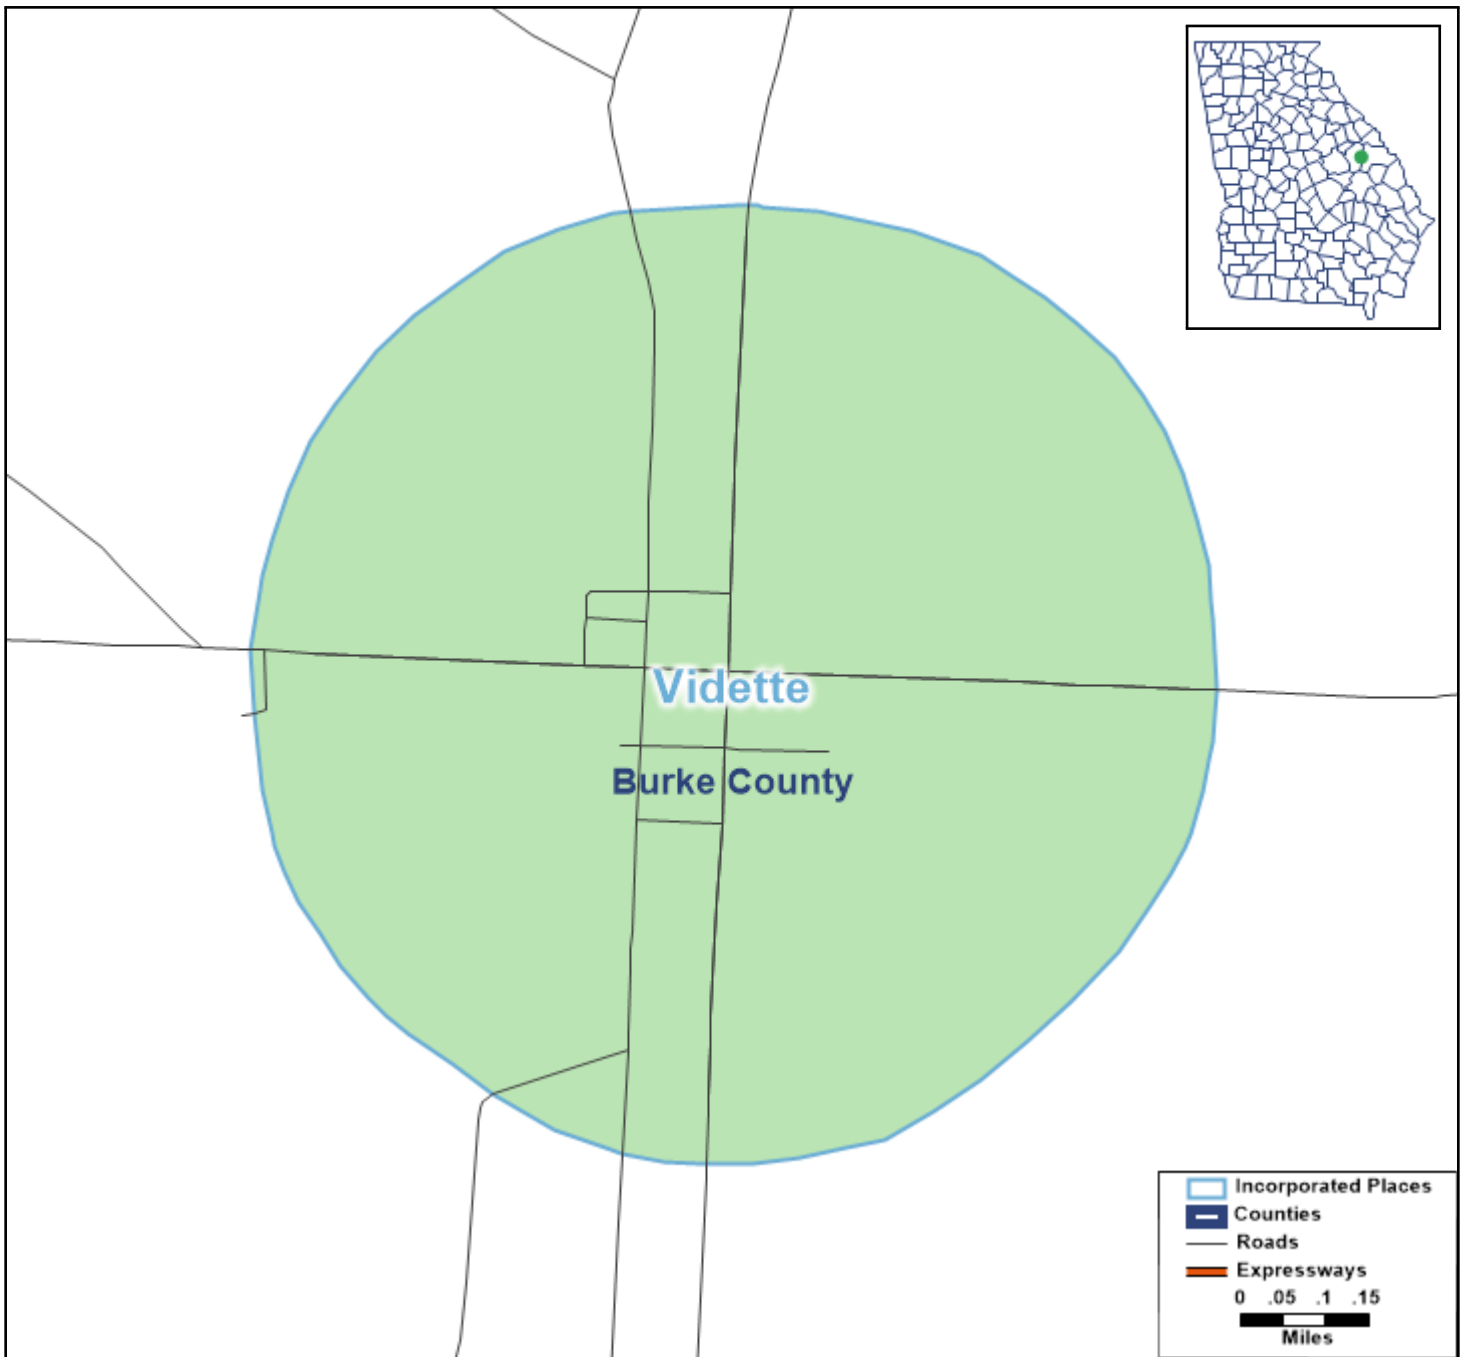 Vidette
Burke County
Incorporated Places
Counties
Roads
Expressways
0 .05 .1 .15
Miles